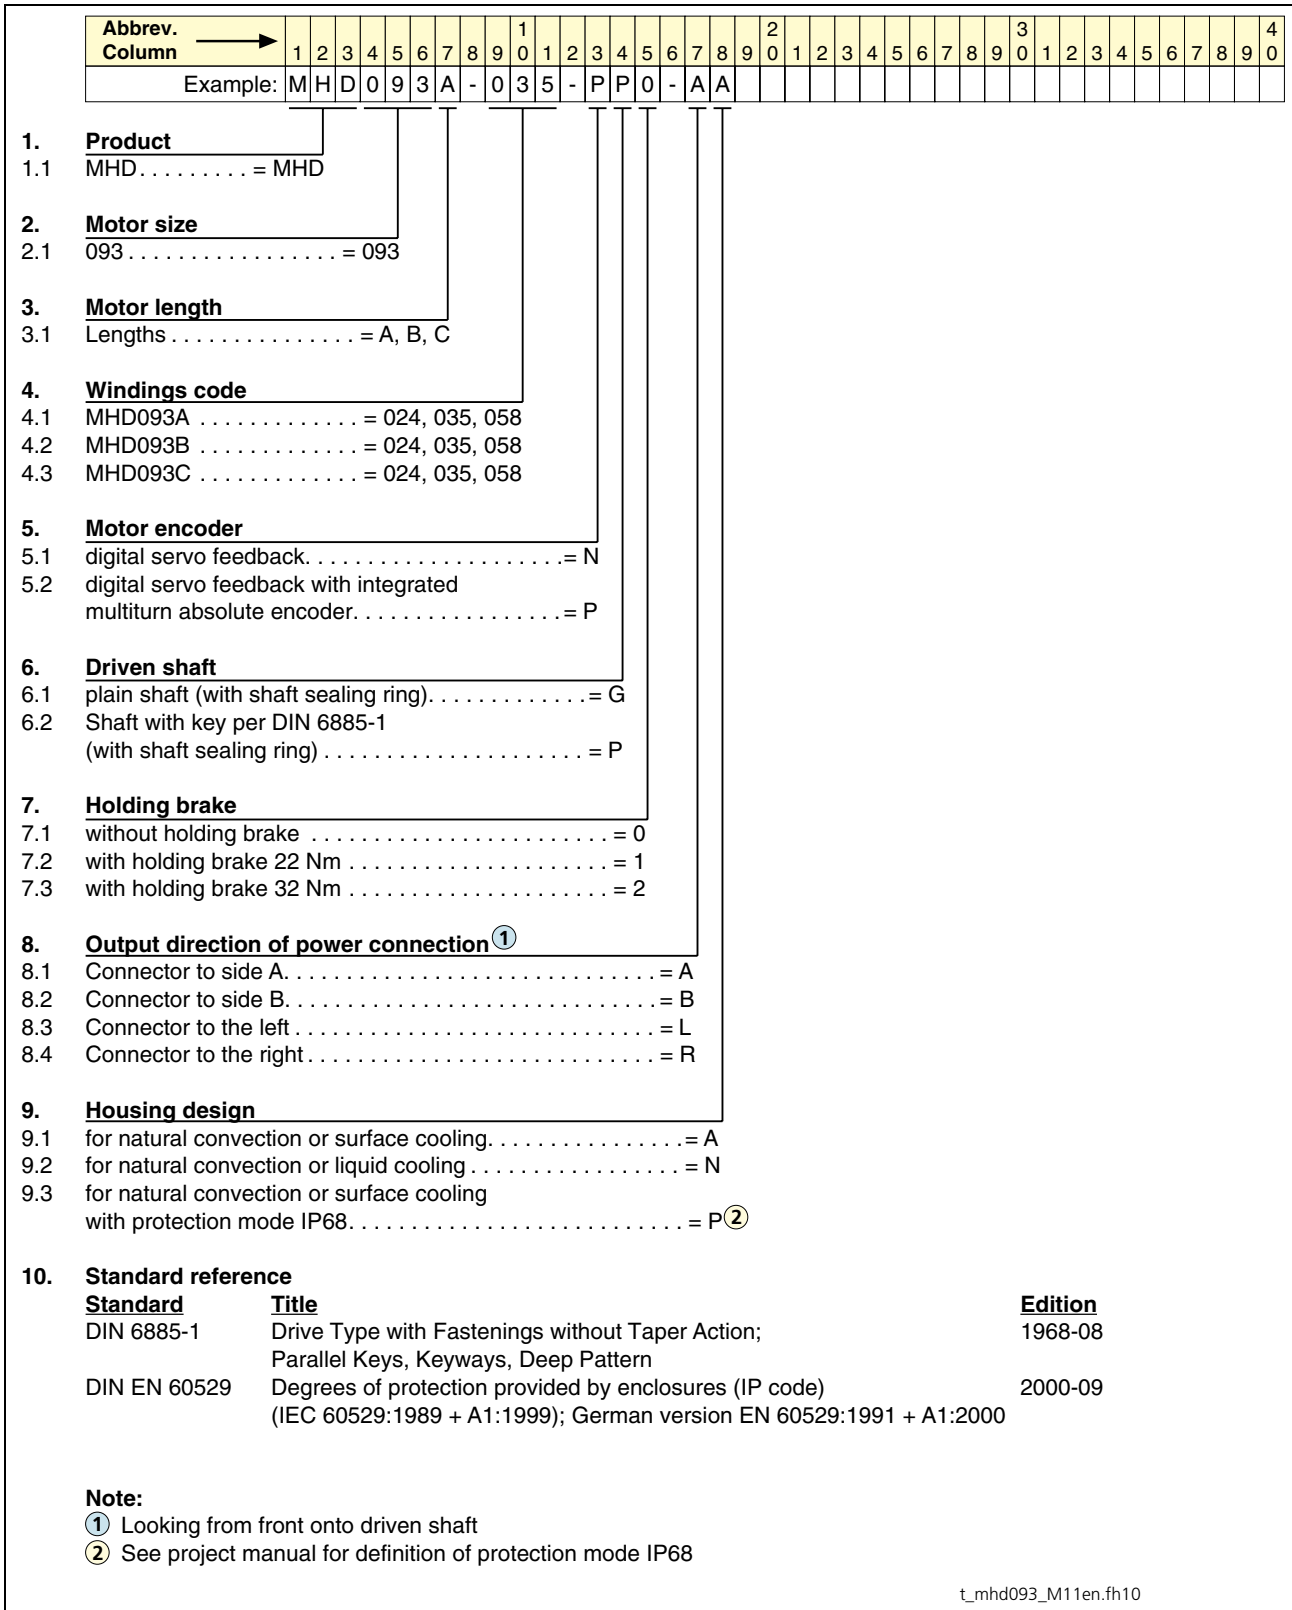 Abbrev. Column 1 2 3 4 5 6 7 8 9 10 1 2 3 4 5 6 7 8 9 20 1 2 3 4 5 6 7 8 9 30 1 2 3 4 5 6 7 8 9 40
Example: M H D 0 9 3 A - 0 3 5 - P P 0 - A A
1. Product
1.1 MHD. . . . . . . . . = MHD
2. Motor size
2.1 093 . . . . . . . . . . . . . . . . . = 093
3. Motor length
3.1 Lengths . . . . . . . . . . . . . . . = A, B, C
4. Windings code
4.1 MHD093A . . . . . . . . . . . . . = 024, 035, 058
4.2 MHD093B . . . . . . . . . . . . . = 024, 035, 058
4.3 MHD093C . . . . . . . . . . . . . = 024, 035, 058
5. Motor encoder
5.1 digital servo feedback. . . . . . . . . . . . . . . . . . . . .= N
5.2 digital servo feedback with integrated
multiturn absolute encoder. . . . . . . . . . . . . . . . . = P
6. Driven shaft
6.1 plain shaft (with shaft sealing ring). . . . . . . . . . . . .= G
6.2 Shaft with key per DIN 6885-1
(with shaft sealing ring) . . . . . . . . . . . . . . . . . . . . . = P
7. Holding brake
7.1 without holding brake . . . . . . . . . . . . . . . . . . . . . . . . = 0
7.2 with holding brake 22 Nm . . . . . . . . . . . . . . . . . . . . . = 1
7.3 with holding brake 32 Nm . . . . . . . . . . . . . . . . . . . . . = 2
8. Output direction of power connection 1
8.1 Connector to side A. . . . . . . . . . . . . . . . . . . . . . . . . . . . . . = A
8.2 Connector to side B. . . . . . . . . . . . . . . . . . . . . . . . . . . . . . = B
8.3 Connector to the left . . . . . . . . . . . . . . . . . . . . . . . . . . . . . = L
8.4 Connector to the right . . . . . . . . . . . . . . . . . . . . . . . . . . . . = R
9. Housing design
9.1 for natural convection or surface cooling. . . . . . . . . . . . . . . .= A
9.2 for natural convection or liquid cooling . . . . . . . . . . . . . . . . . = N
9.3 for natural convection or surface cooling
with protection mode IP68. . . . . . . . . . . . . . . . . . . . . . . . . . . = P 2
10. Standard reference
Standard Title Edition
DIN 6885-1 Drive Type with Fastenings without Taper Action; 1968-08
Parallel Keys, Keyways, Deep Pattern
DIN EN 60529 Degrees of protection provided by enclosures (IP code) 2000-09
(IEC 60529:1989 + A1:1999); German version EN 60529:1991 + A1:2000
Note:
1 Looking from front onto driven shaft
2 See project manual for definition of protection mode IP68
t_mhd093_M11en.fh10